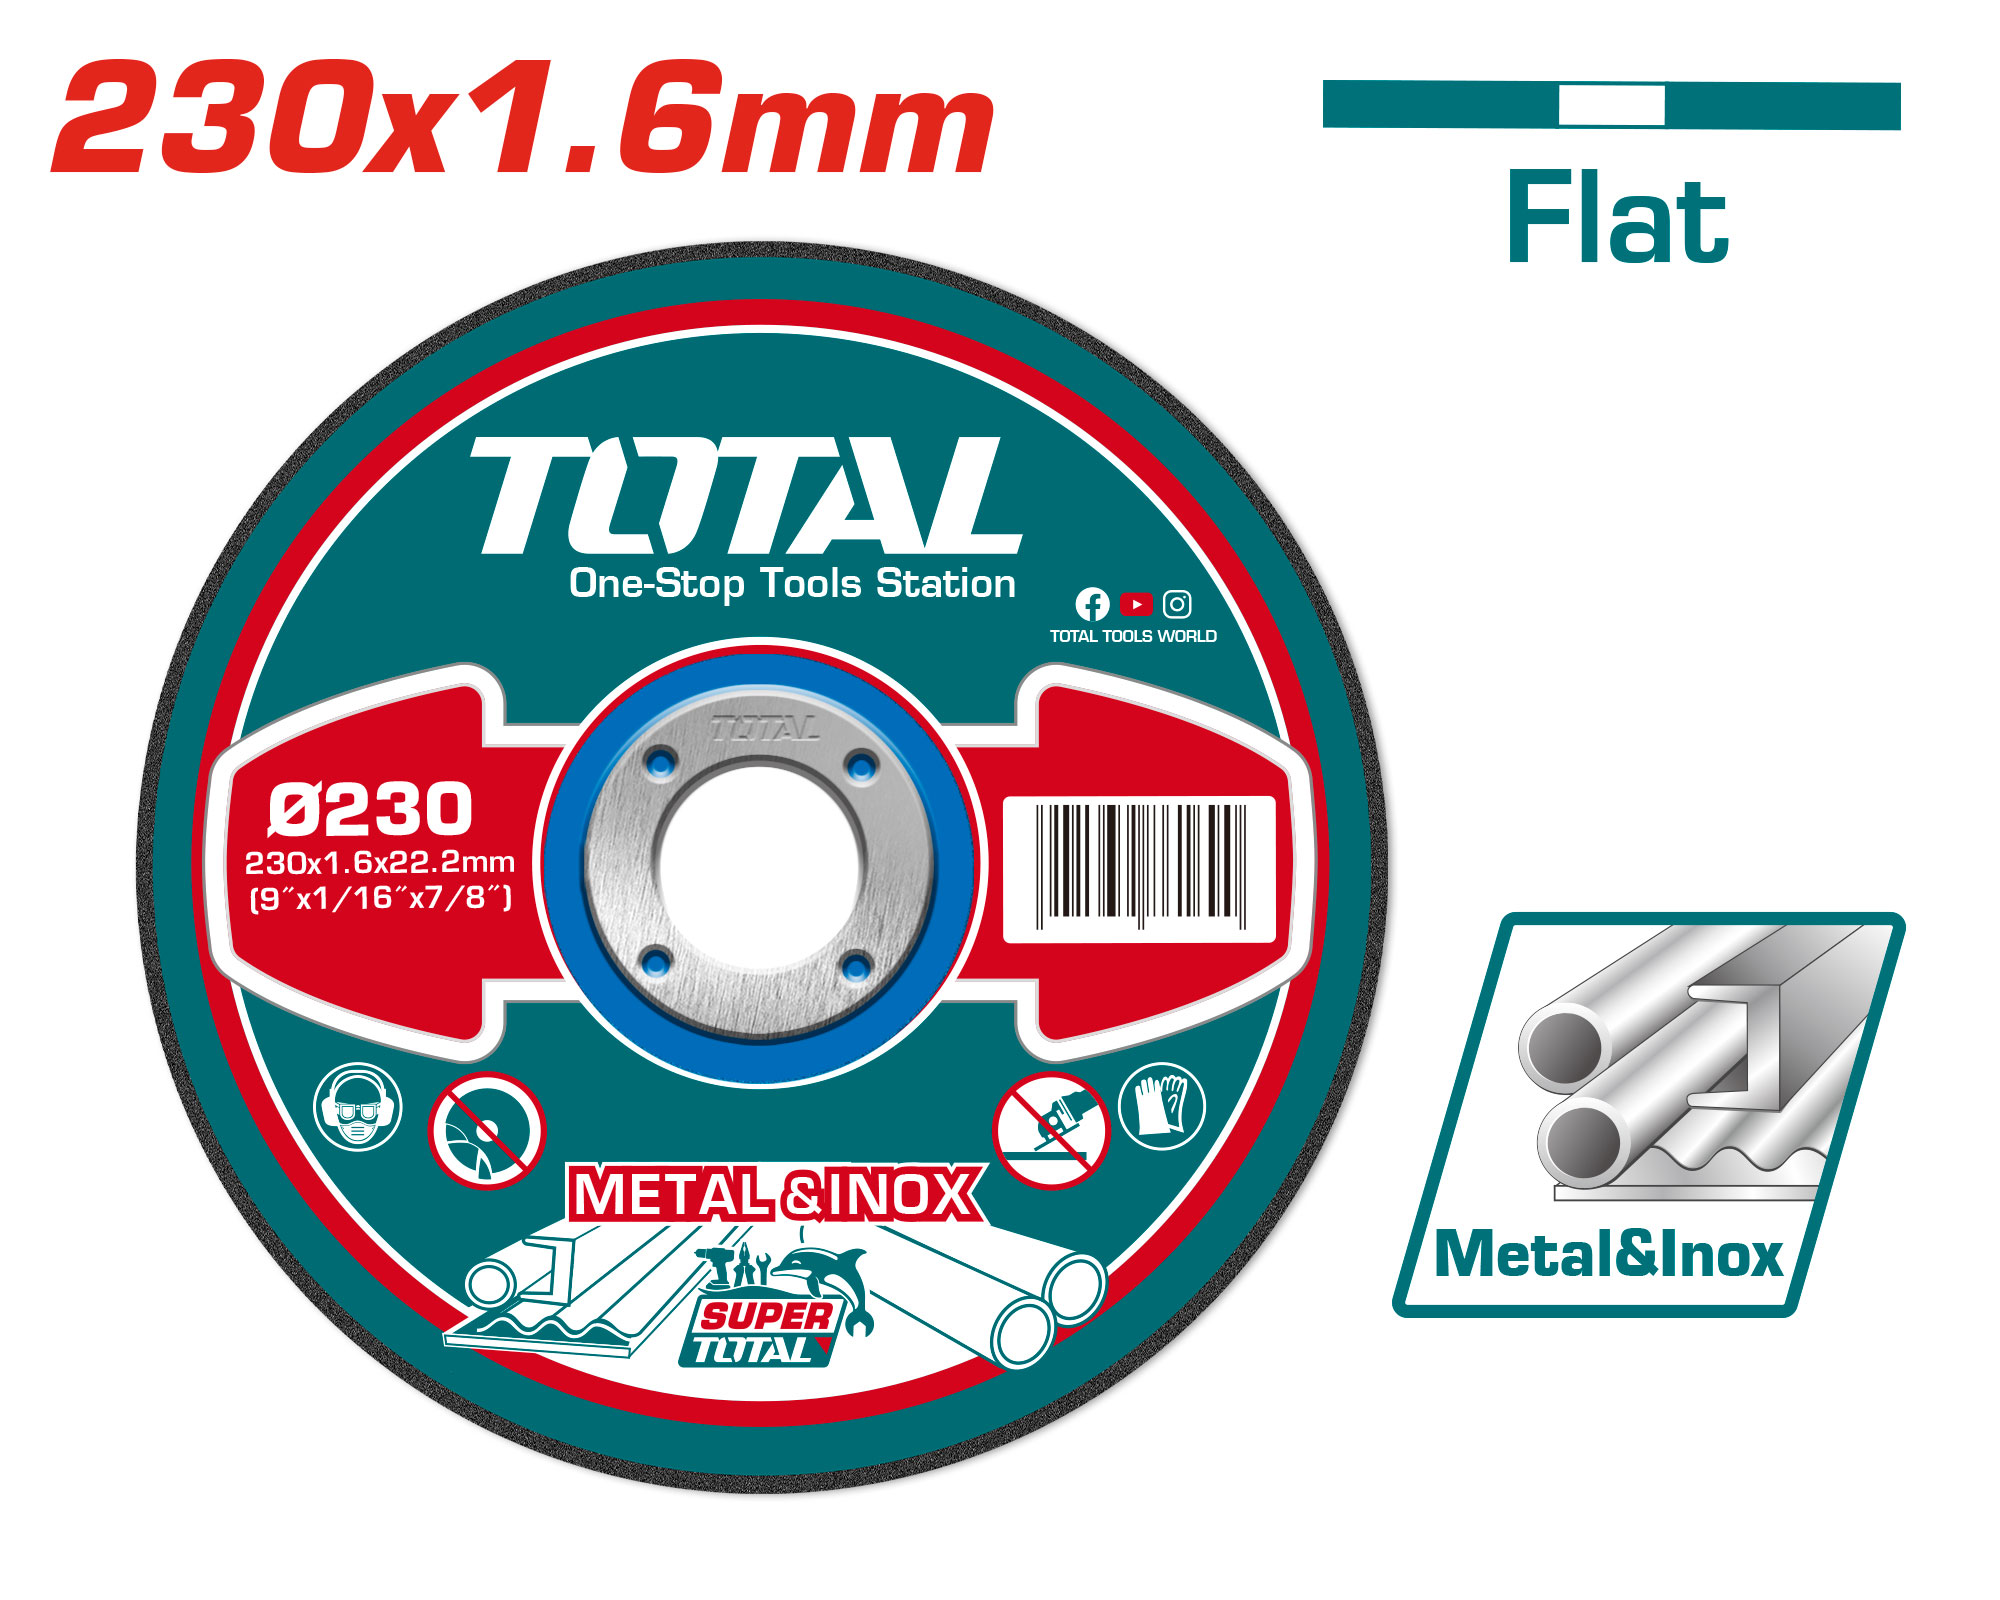 230x1.6mm
Flat
TOTAL
One-Stop Tools Station
TOTAL TOOLS WORLD
TOTAL
Ø230
230x1.6x22.2mm
(9″x1/16″x7/8″)
METAL &INOX
SUPER
TOTAL
Metal&Inox